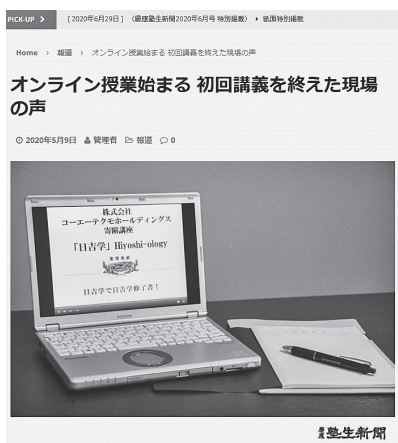 PICK-UP
[ 2020年6月29日 ] 《慶應塾生新聞2020年6月号 特別掲載》 紙面特別掲載
Home › 報道 › オンライン授業始まる 初回講義を終えた現場の声
オンライン授業始まる 初回講義を終えた現場
の声
2020年5月9日 管理者 報道 0
株式会社
コーエーテクモホールディングス
寄附講座
「日吉学」Hiyoshi-ology
日吉学で日吉学修了書！
塾生新聞